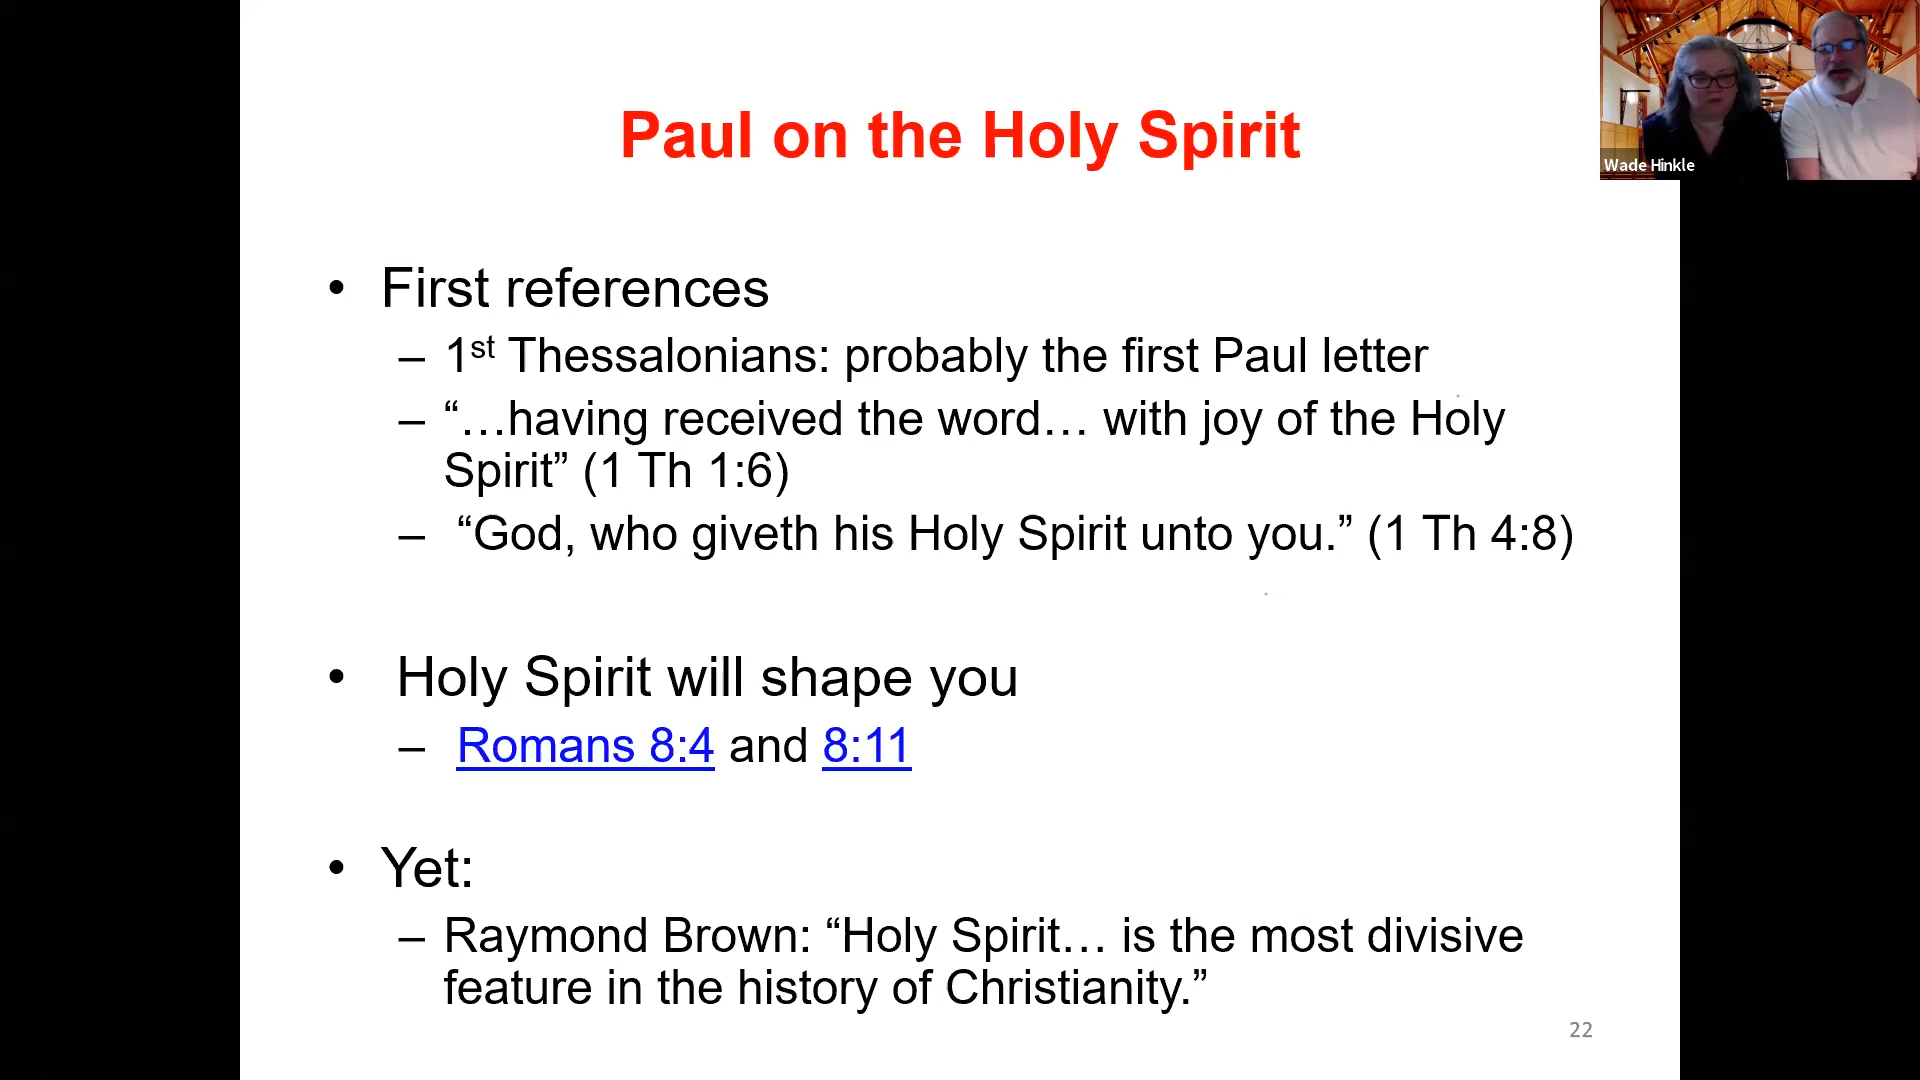 Paul on the Holy Spirit
Wade Hinkle
• First references
– 1st Thessalonians: probably the first Paul letter
– “…having received the word… with joy of the Holy
Spirit” (1 Th 1:6)
– “God, who giveth his Holy Spirit unto you.” (1 Th 4:8)
• Holy Spirit will shape you
– Romans 8:4 and 8:11
• Yet:
– Raymond Brown: “Holy Spirit… is the most divisive
feature in the history of Christianity.”
22